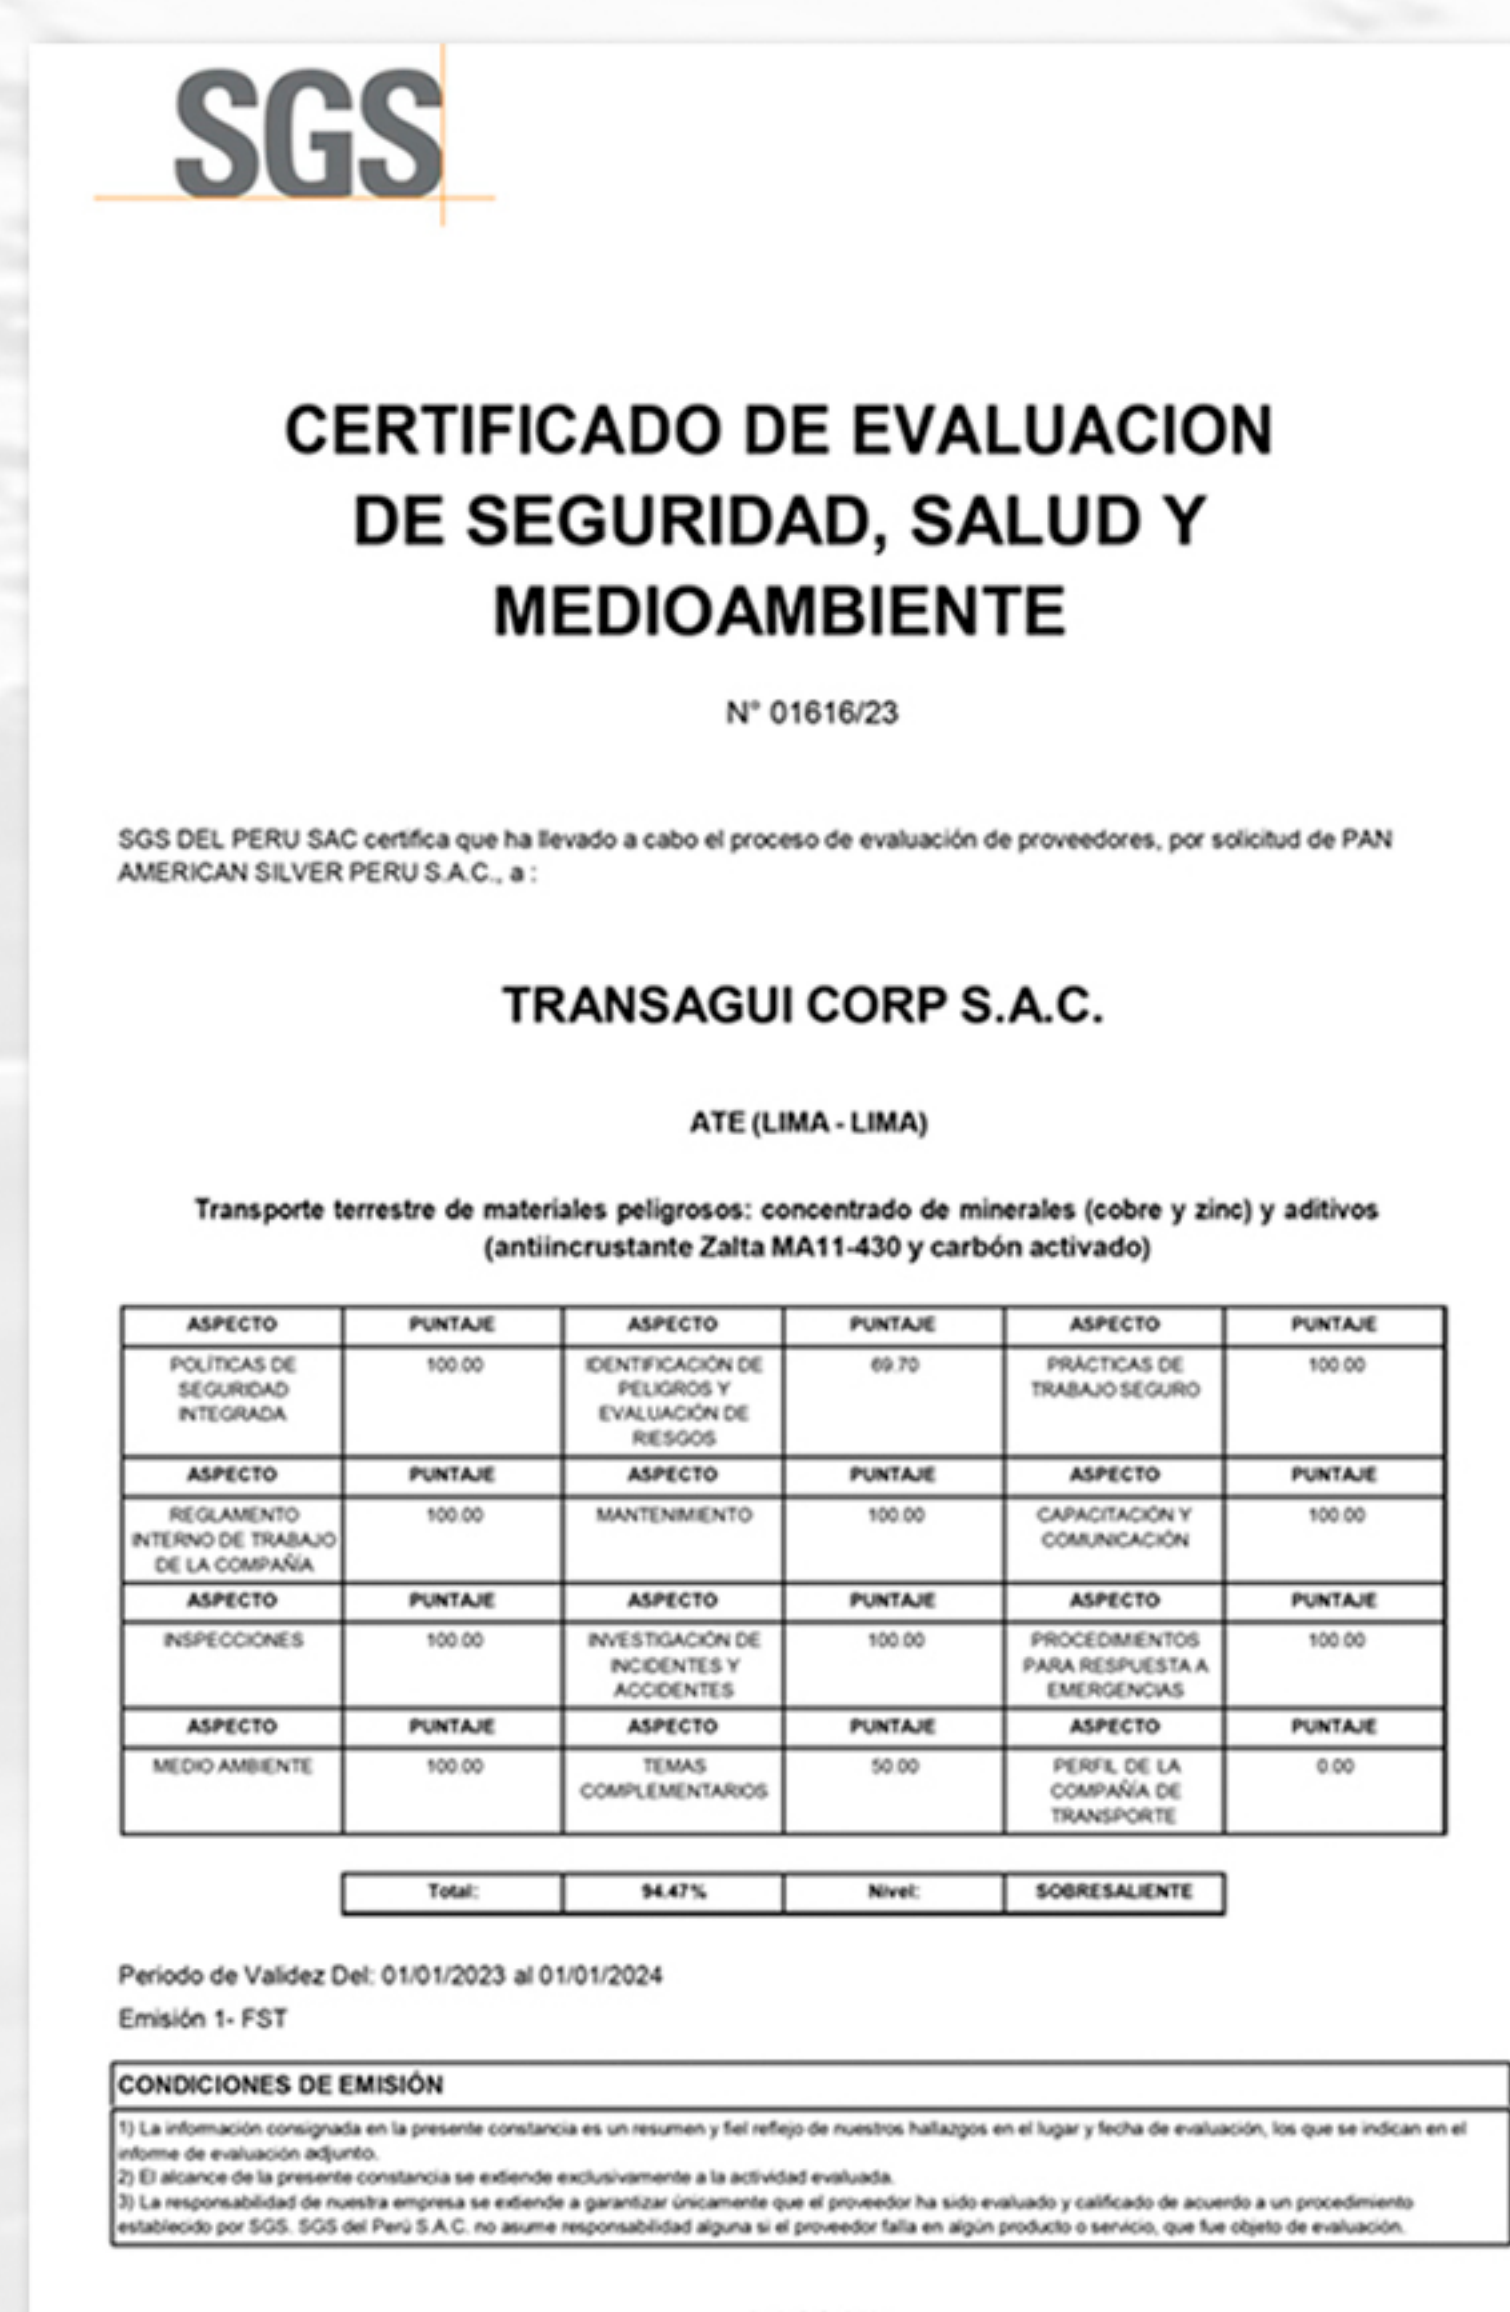 SGS
CERTIFICADO DE EVALUACION
DE SEGURIDAD, SALUD Y
MEDIOAMBIENTE
N° 01616/23
SGS DEL PERU SAC certifica que ha llevado a cabo el proceso de evaluación de proveedores, por solicitud de PAN
AMERICAN SILVER PERU S.A.C., a :
TRANSAGUI CORP S.A.C.
ATE (LIMA - LIMA)
Transporte terrestre de materiales peligrosos: concentrado de minerales (cobre y zinc) y aditivos
(antiincrustante Zalta MA11-430 y carbón activado)
ASPECTO PUNTAJE ASPECTO PUNTAJE ASPECTO PUNTAJE
POLÍTICAS DE 100.00 IDENTIFICACIÓN DE 69.70 PRÁCTICAS DE 100.00
SEGURIDAD PELIGROS Y TRABAJO SEGURO
INTEGRADA EVALUACIÓN DE
RIESGOS
ASPECTO PUNTAJE ASPECTO PUNTAJE ASPECTO PUNTAJE
REGLAMENTO 100.00 MANTENIMIENTO 100.00 CAPACITACIÓN Y 100.00
INTERNO DE TRABAJO COMUNICACIÓN
DE LA COMPAÑÍA
ASPECTO PUNTAJE ASPECTO PUNTAJE ASPECTO PUNTAJE
INSPECCIONES 100.00 INVESTIGACIÓN DE 100.00 PROCEDIMIENTOS 100.00
INCIDENTES Y PARA RESPUESTA A
ACCIDENTES EMERGENCIAS
ASPECTO PUNTAJE ASPECTO PUNTAJE ASPECTO PUNTAJE
MEDIO AMBIENTE 100.00 TEMAS 50.00 PERFIL DE LA 0.00
COMPLEMENTARIOS COMPAÑÍA DE
TRANSPORTE
Total: 94.47% Nivel: SOBRESALIENTE
Periodo de Validez Del: 01/01/2023 al 01/01/2024
Emisión 1- FST
CONDICIONES DE EMISIÓN
1) La información consignada en la presente constancia es un resumen y fiel reflejo de nuestros hallazgos en el lugar y fecha de evaluación, los que se indican en el
informe de evaluación adjunto.
2) El alcance de la presente constancia se extiende exclusivamente a la actividad evaluada.
3) La responsabilidad de nuestra empresa se extiende a garantizar únicamente que el proveedor ha sido evaluado y calificado de acuerdo a un procedimiento
establecido por SGS. SGS del Perú S.A.C. no asume responsabilidad alguna si el proveedor falla en algún producto o servicio, que fue objeto de evaluación.